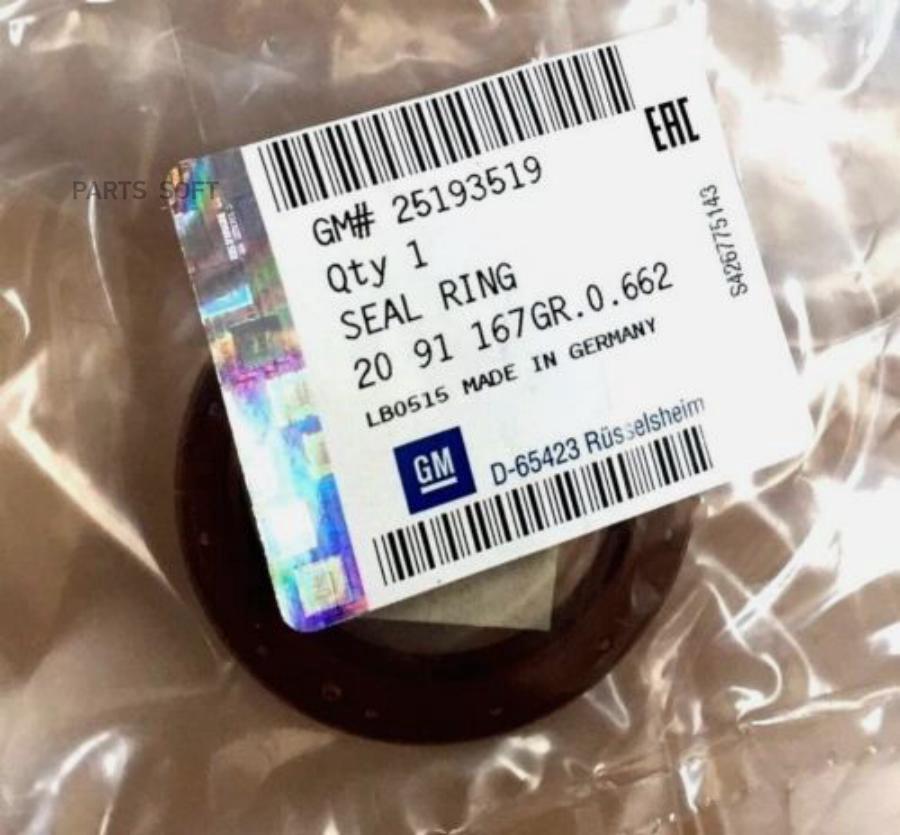 PARTS SOFT
EAC
GM# 25193519
Qty 1
SEAL RING
20 91 167GR.0.662
LB0515 MADE IN GERMANY
GM
D-65423 Rüsselsheim
S426775143